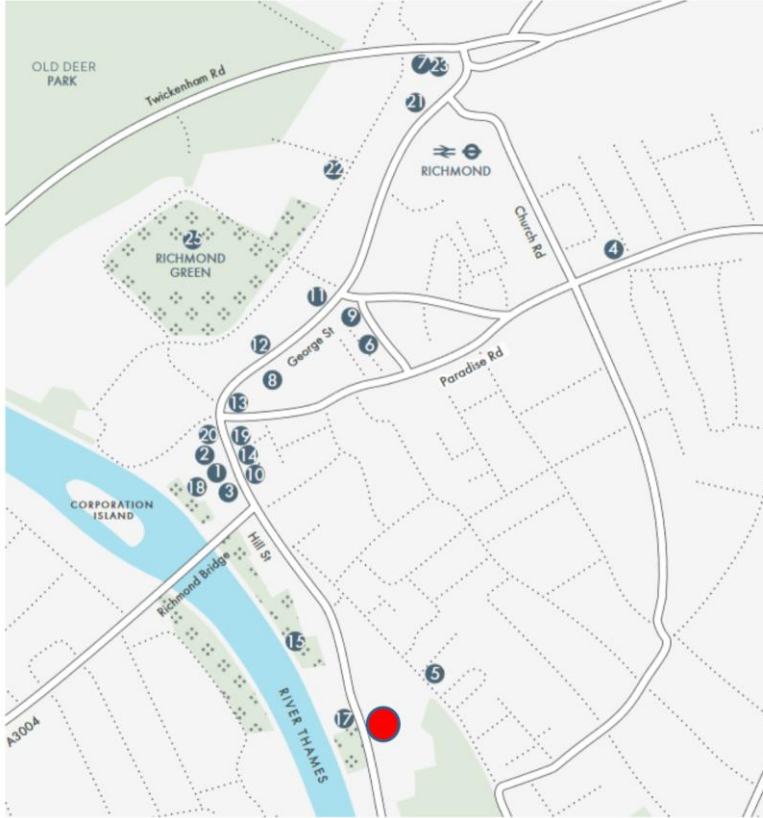 OLD DEER
PARK
Twickenham Rd
7
23
21
RICHMOND
22
Church Rd
4
25
RICHMOND
GREEN
11
9
George St
12
6
Paradise Rd
8
13
20
19
2
14
1
10
18
3
CORPORATION
ISLAND
Hill St
Richmond Bridge
15
5
17
RIVER THAMES
A3004